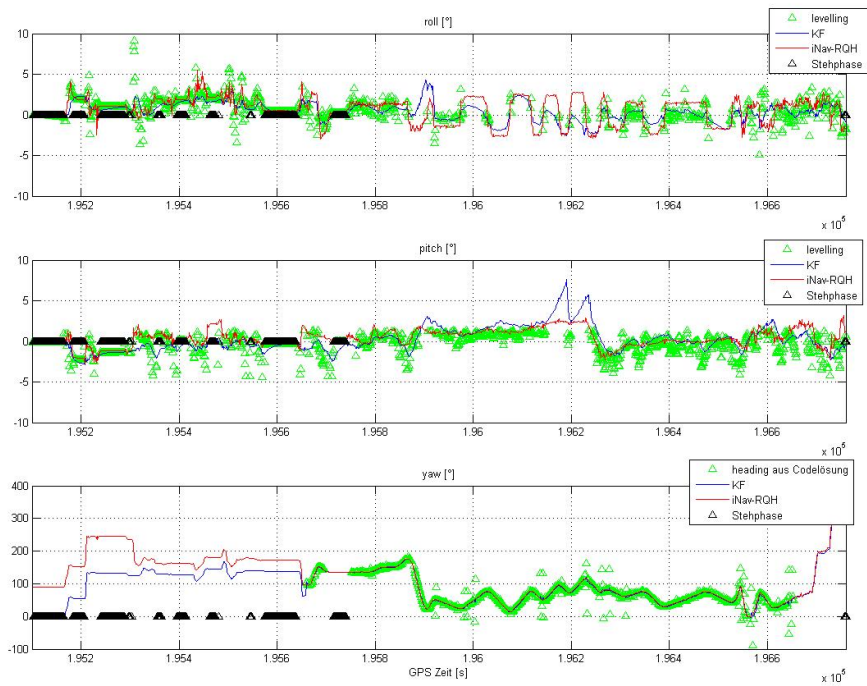 roll [°]
levelling
KF
iNav-RQH
Stehphase
10
5
0
-5
-10
1.952 1.954 1.956 1.958 1.96 1.962 1.964 1.966
x 10^5
pitch [°]
levelling
KF
iNav-RQH
Stehphase
10
5
0
-5
-10
1.952 1.954 1.956 1.958 1.96 1.962 1.964 1.966
x 10^5
yaw [°]
heading aus Codelösung
KF
iNav-RQH
Stehphase
400
300
200
100
0
-100
1.952 1.954 1.956 1.958 1.96 1.962 1.964 1.966
GPS Zeit [s]
x 10^5